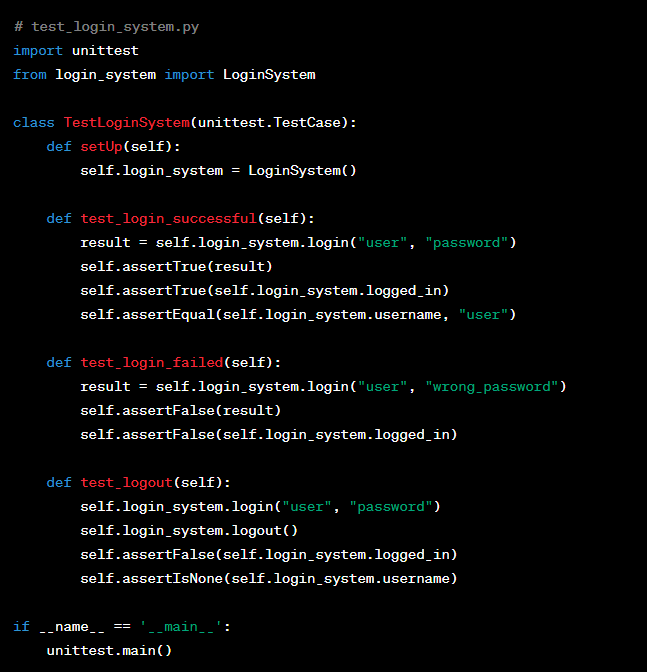 # test_login_system.py
import unittest
from login_system import LoginSystem

class TestLoginSystem(unittest.TestCase):
    def setUp(self):
        self.login_system = LoginSystem()

    def test_login_successful(self):
        result = self.login_system.login("user", "password")
        self.assertTrue(result)
        self.assertTrue(self.login_system.logged_in)
        self.assertEqual(self.login_system.username, "user")

    def test_login_failed(self):
        result = self.login_system.login("user", "wrong_password")
        self.assertFalse(result)
        self.assertFalse(self.login_system.logged_in)

    def test_logout(self):
        self.login_system.login("user", "password")
        self.login_system.logout()
        self.assertFalse(self.login_system.logged_in)
        self.assertIsNone(self.login_system.username)

if __name__ == '__main__':
    unittest.main()